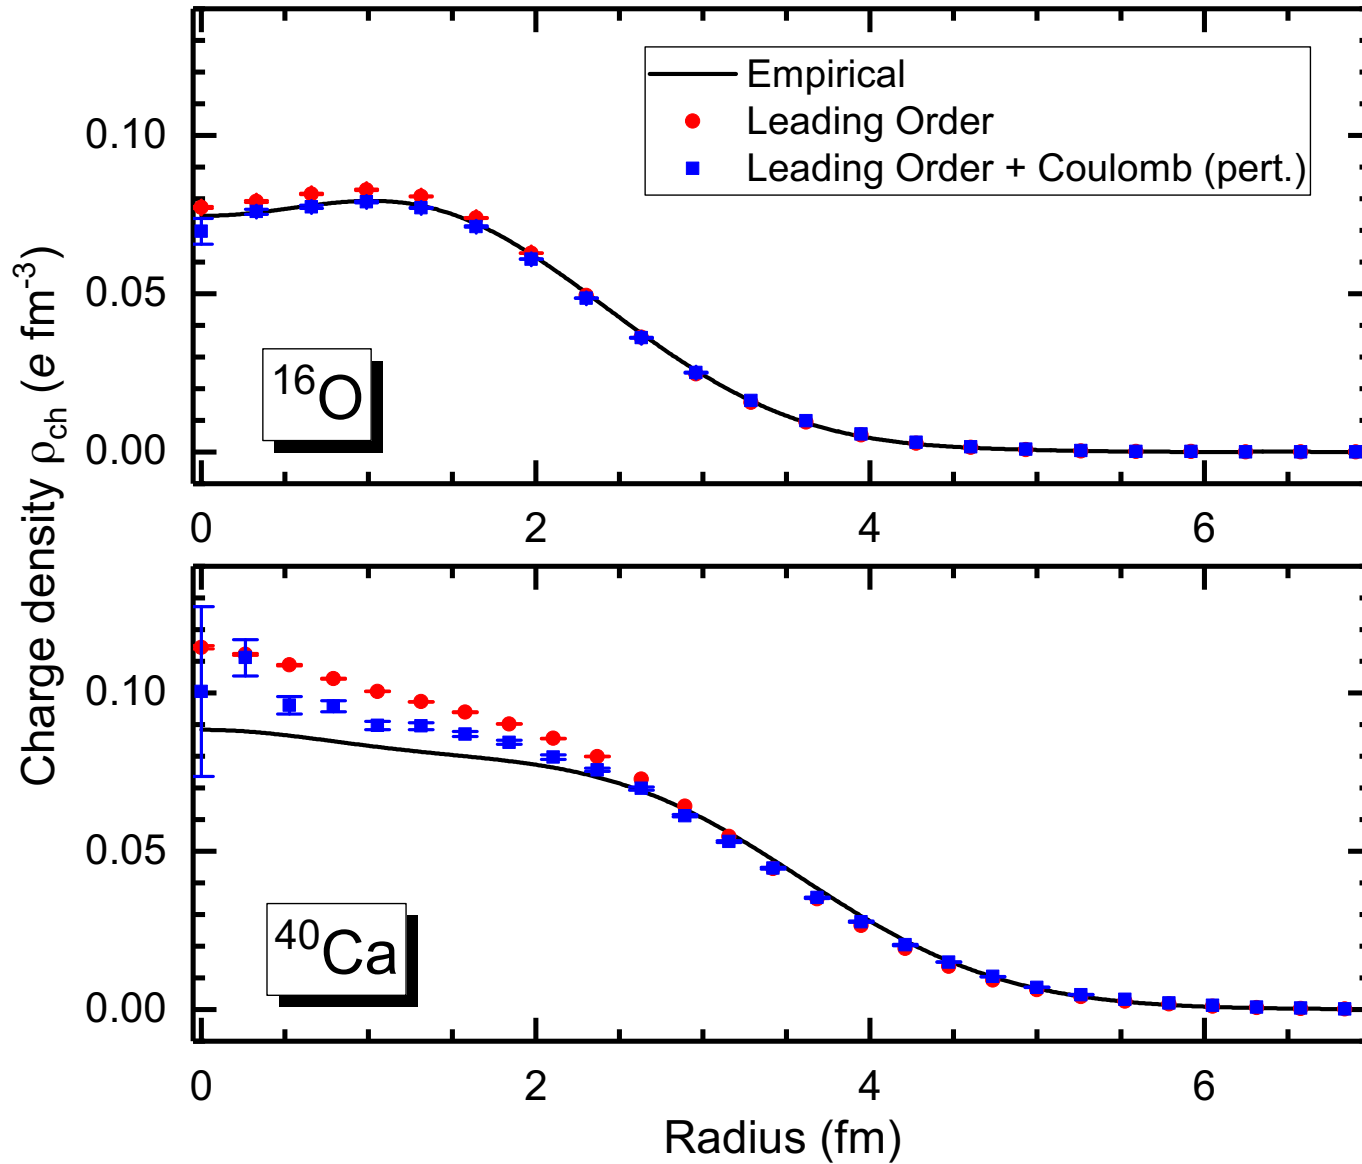 Empirical
Leading Order
Leading Order + Coulomb (pert.)
0.10
0.05
0.00
¹⁶O
0 2 4 6
Charge density ρ_ch (e fm⁻³)
0.10
0.05
0.00
⁴⁰Ca
0 2 4 6
Radius (fm)